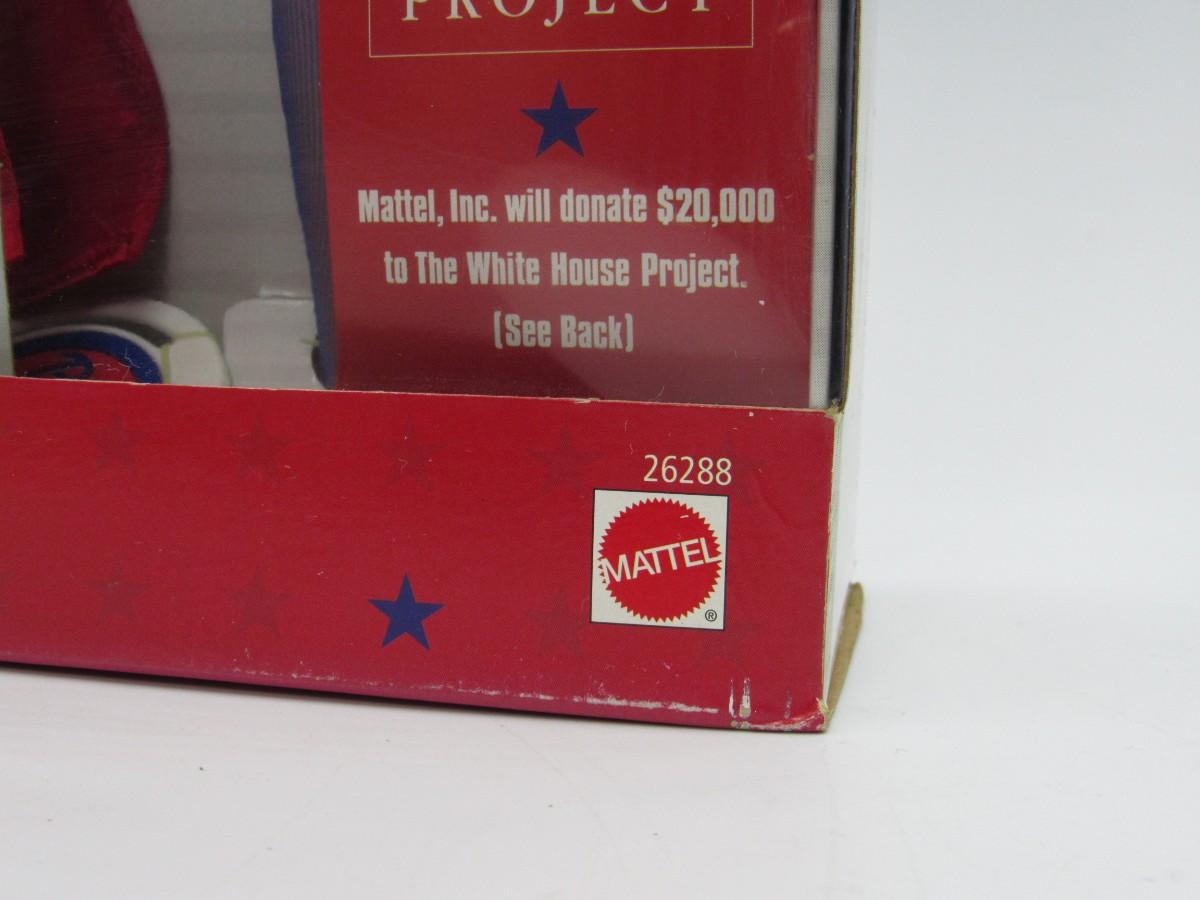 PROJECT
Mattel, Inc. will donate $20,000
to The White House Project.
(See Back)
26288
MATTEL
®